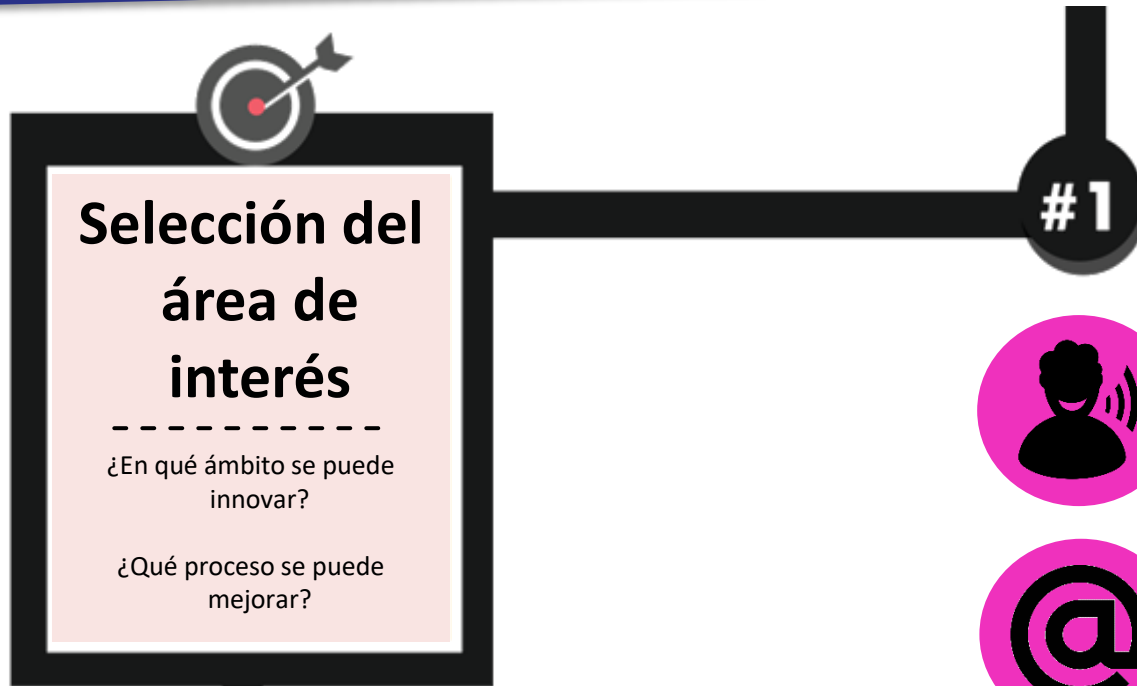 Selección del
área de
interés
¿En qué ámbito se puede
innovar?
¿Qué proceso se puede
mejorar?
#1
@